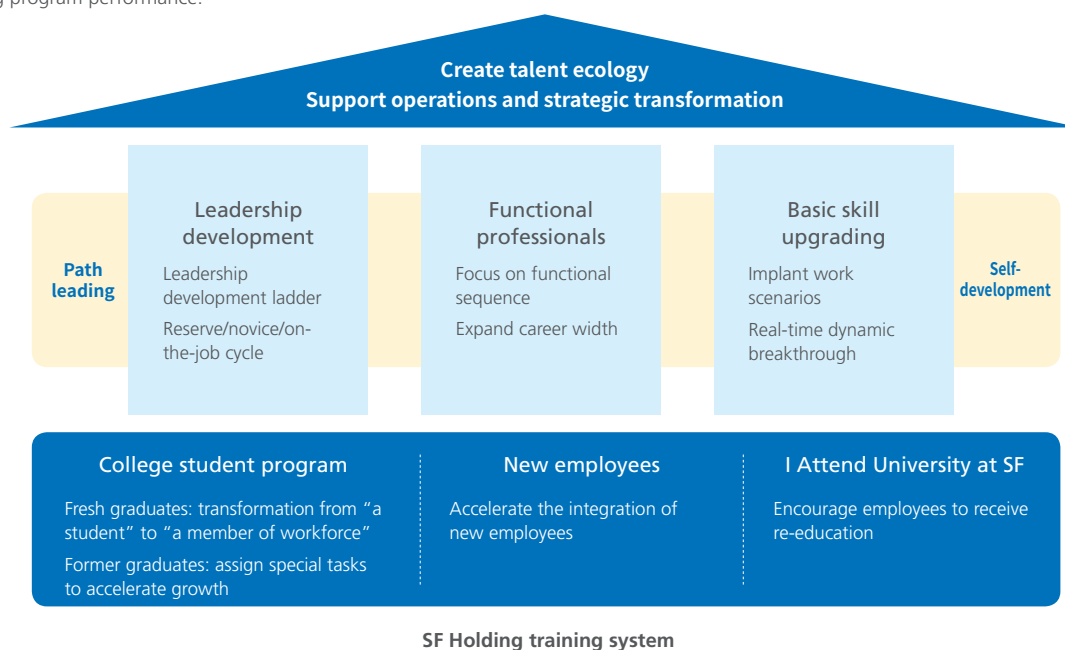 g program performance.
Create talent ecology
Support operations and strategic transformation
Path
leading
Leadership
development
Leadership
development ladder
Reserve/novice/on-
the-job cycle
Functional
professionals
Focus on functional
sequence
Expand career width
Basic skill
upgrading
Implant work
scenarios
Real-time dynamic
breakthrough
Self-
development
College student program
Fresh graduates: transformation from “a
student” to “a member of workforce”
Former graduates: assign special tasks
to accelerate growth
New employees
Accelerate the integration of
new employees
I Attend University at SF
Encourage employees to receive
re-education
SF Holding training system